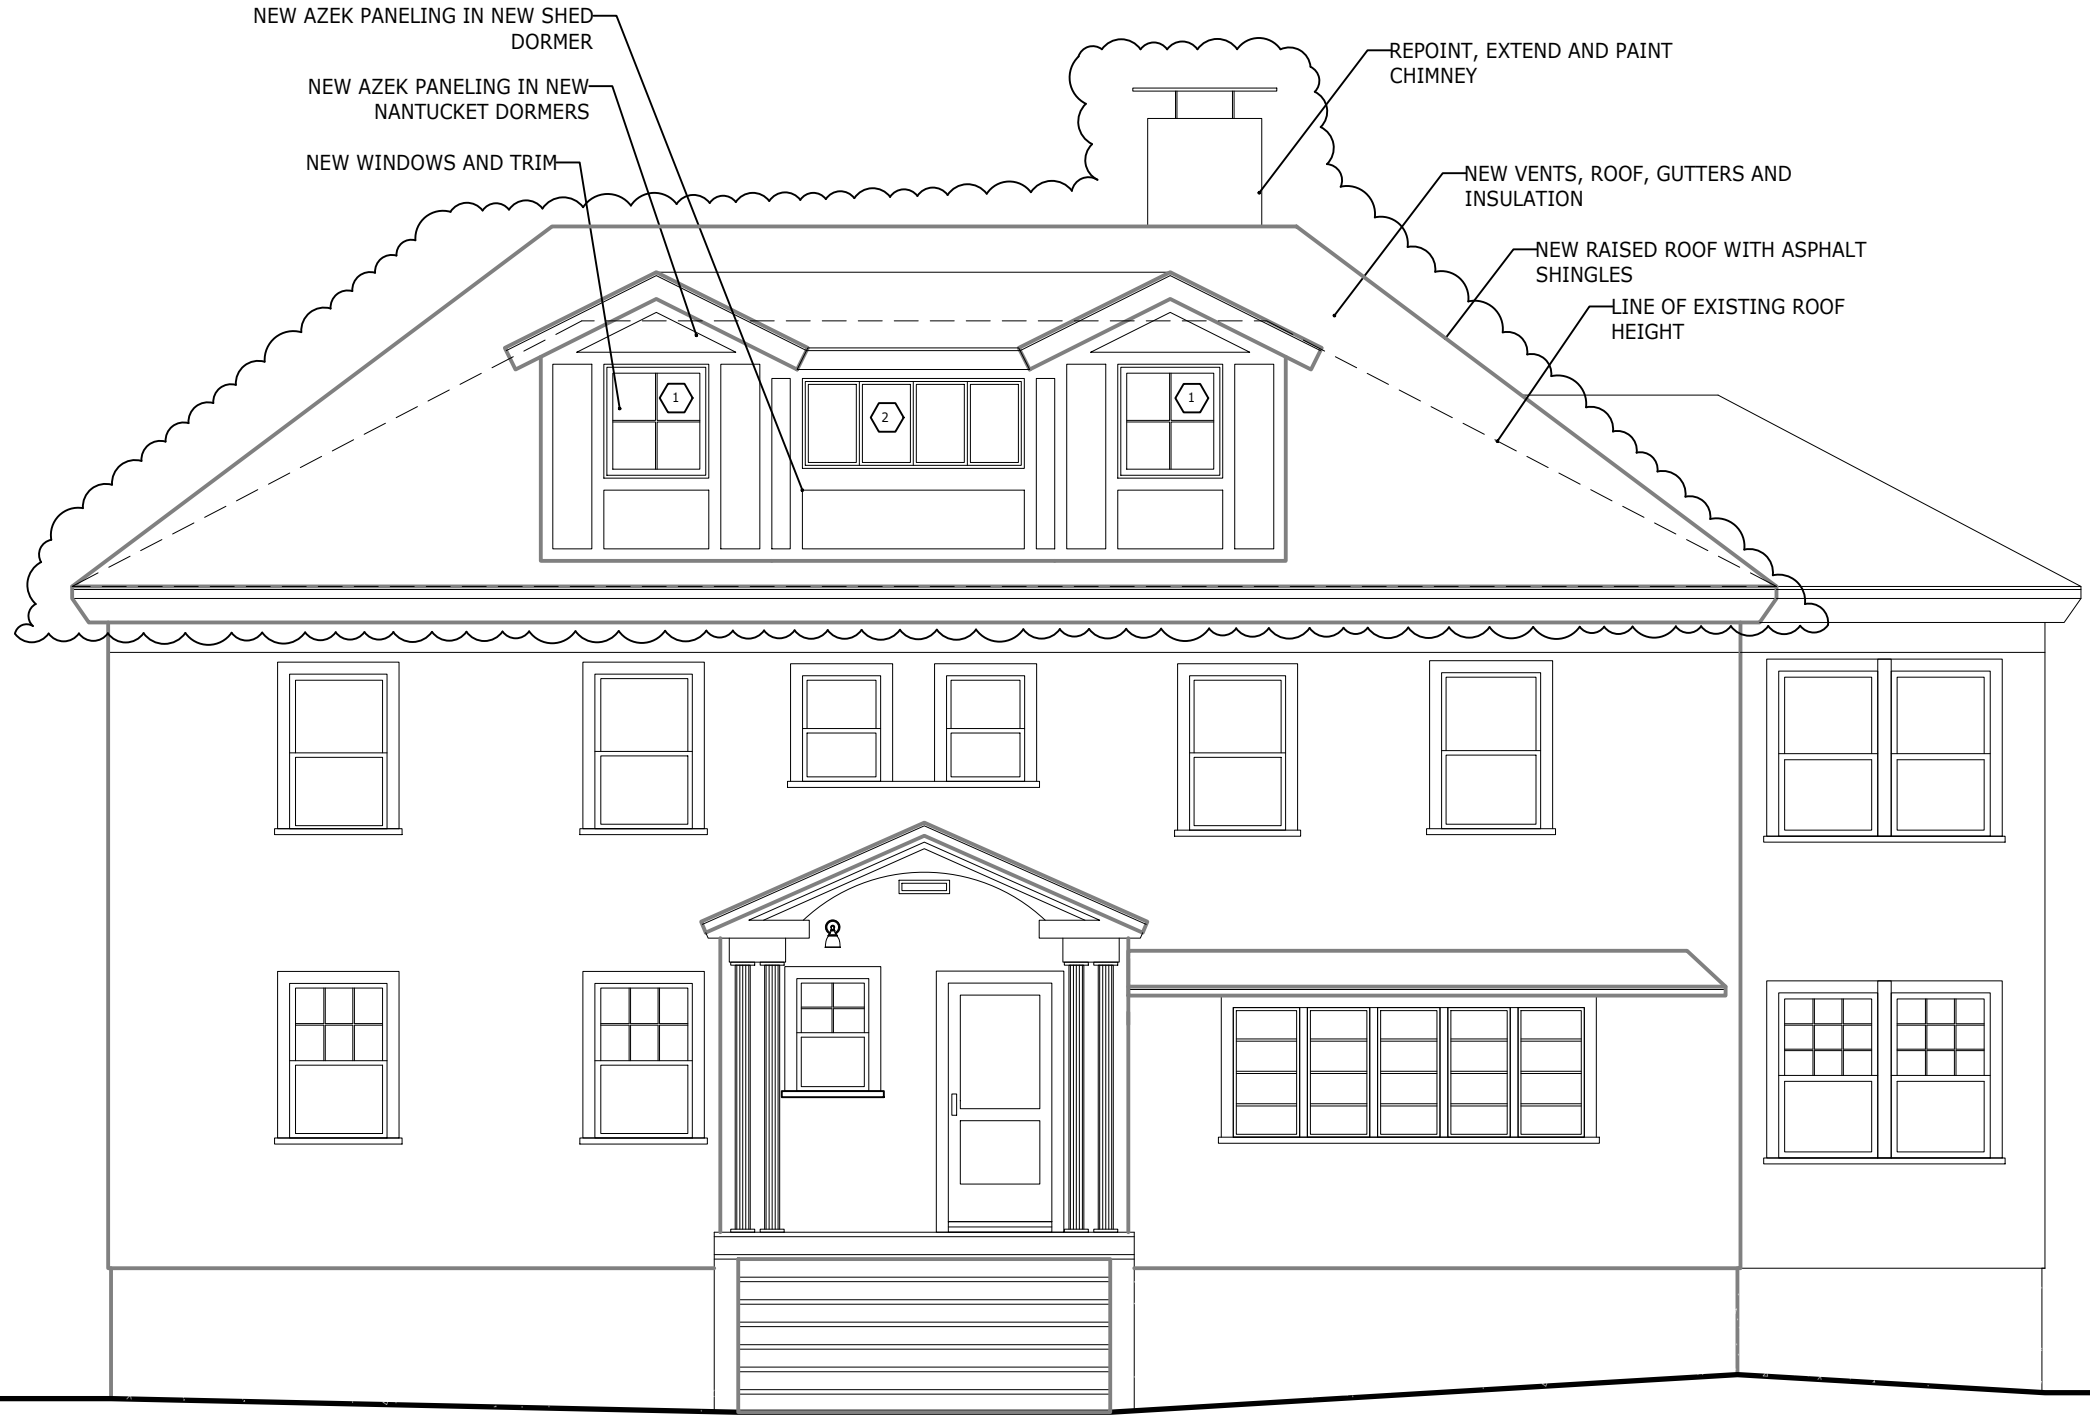 NEW AZEK PANELING IN NEW SHED
DORMER
NEW AZEK PANELING IN NEW
NANTUCKET DORMERS
NEW WINDOWS AND TRIM
REPOINT, EXTEND AND PAINT
CHIMNEY
NEW VENTS, ROOF, GUTTERS AND
INSULATION
NEW RAISED ROOF WITH ASPHALT
SHINGLES
LINE OF EXISTING ROOF
HEIGHT
1
2
1